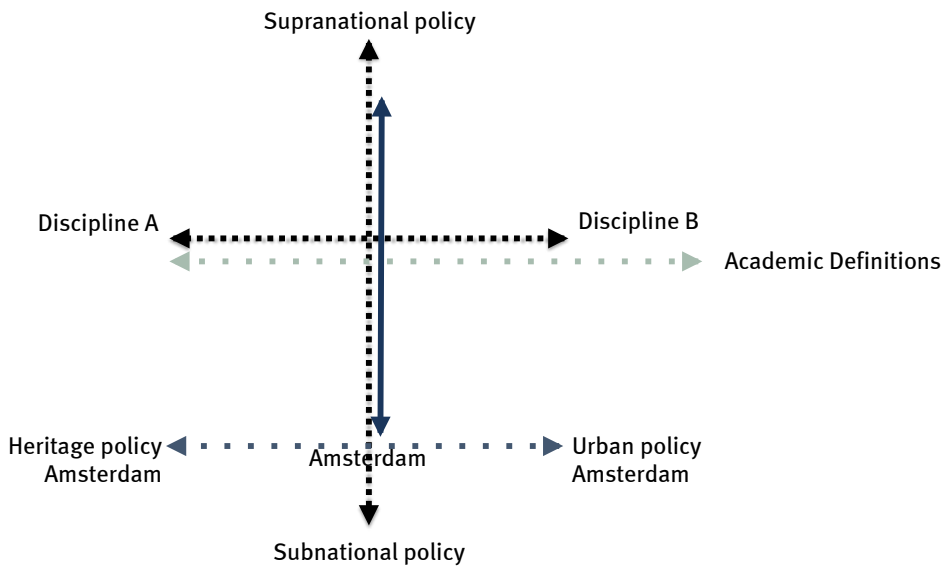 Supranational policy
Discipline A
Discipline B
Academic Definitions
Heritage policy
Amsterdam
Amsterdam
Urban policy
Amsterdam
Subnational policy